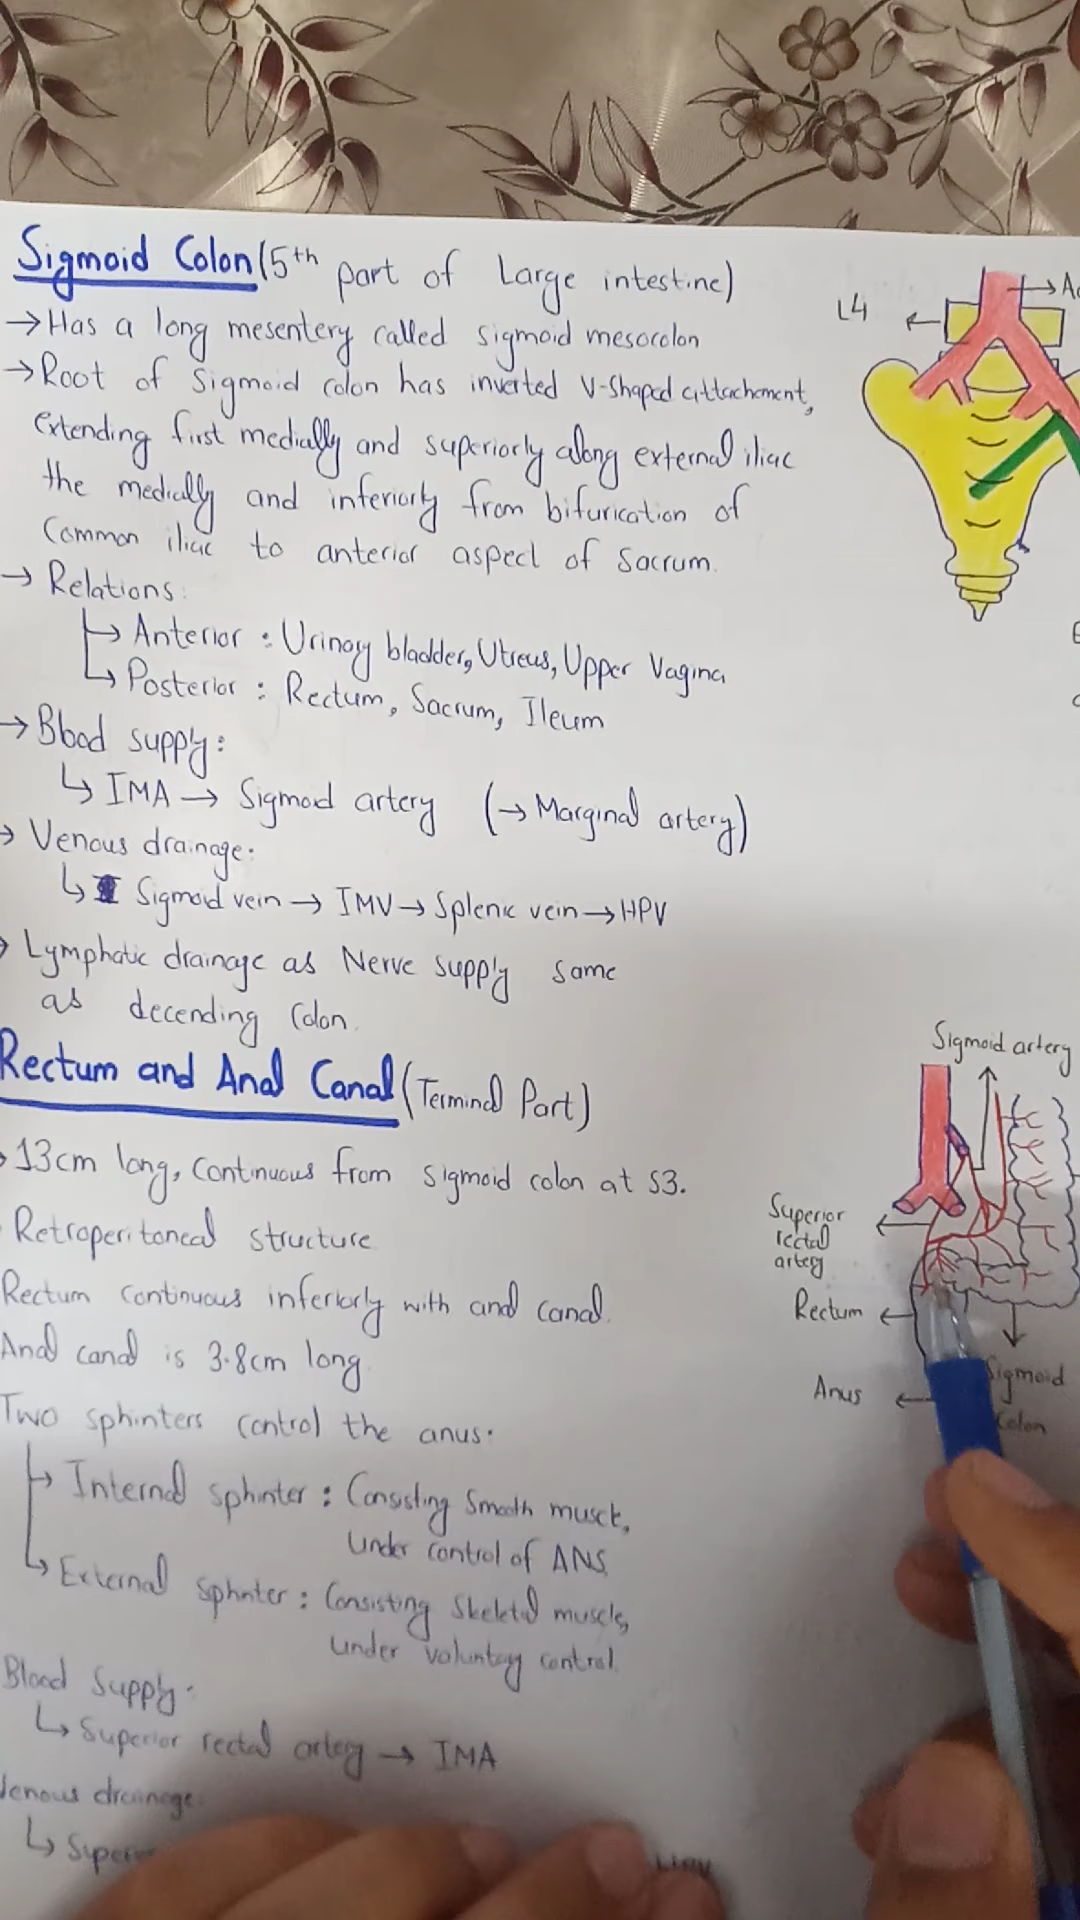 Sigmoid Colon (5th part of Large intestine)
→ Has a long mesentery called sigmoid mesocolon
→ Root of Sigmoid colon has inverted V-shaped attachement,
extending first medially and superiorly along external iliac
the medially and inferiorly from bifurication of
Common iliac to anterior aspect of Sacrum.
→ Relations:
↳ Anterior : Urinary bladder, Utreus, Upper Vagina
↳ Posterior : Rectum, Sacrum, Ileum
→ Blood supply:
↳ IMA → Sigmoid artery (→ Marginal artery)
→ Venous drainage:
↳ Sigmoid vein → IMV → Splenic vein → HPV
Lymphatic drainage as Nerve supply same
as decending Colon.
L4
Rectum and Anal Canal (Terminal Part)
13cm long, Continuous from sigmoid colon at S3.
Retroperitoneal structure
Rectum continuous inferiorly with anal canal.
Anal canal is 3.8cm long.
Two sphinters control the anus:
↳ Internal sphinter : Consisting Smooth muscle,
under control of ANS.
↳ External Sphinter : Consisting Skeletal muscle,
under voluntary control.
Blood Supply:
↳ Superior rectal artery → IMA
Venous drainage:
↳
Sigmoid artery
Superior
rectal
artery
Rectum
Anus
Sigmoid
Colon